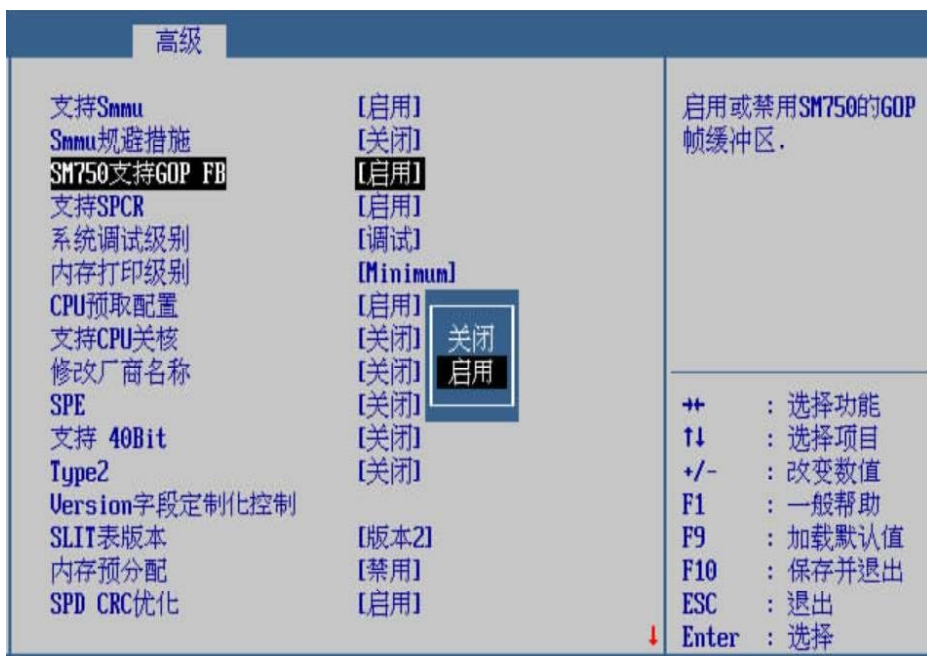 高级
支持Smmu [启用]
Smmu规避措施 [关闭]
SM750支持GOP FB [启用]
支持SPCR [启用]
系统调试级别 [调试]
内存打印级别 [Minimum]
CPU预取配置 [启用]
支持CPU关核 [关闭]
修改厂商名称 [关闭]
SPE [关闭]
支持 40Bit [关闭]
Type2 [关闭]
Version字段定制化控制
SLIT表版本 [版本2]
内存预分配 [禁用]
SPD CRC优化 [启用]
关闭
启用
启用或禁用SM750的GOP
帧缓冲区.
→← : 选择功能
↑↓ : 选择项目
+/- : 改变数值
F1 : 一般帮助
F9 : 加载默认值
F10 : 保存并退出
ESC : 退出
↓ Enter : 选择